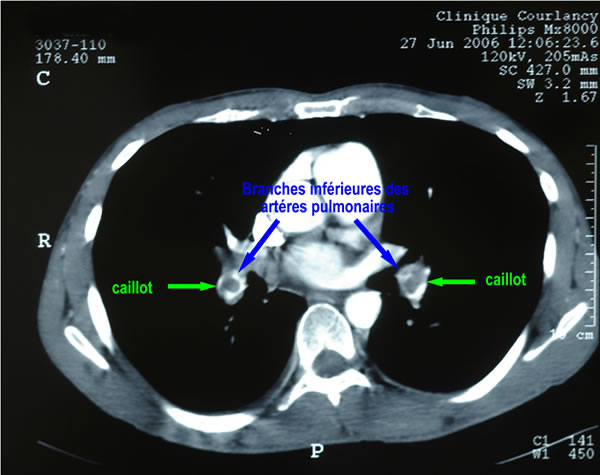 Clinique Courlancy
Philips Mx8000
3037-110
27 Jun 2006 12:06:23.6
178.40 mm
120kV, 205mAs
C
SC 427.0 mm
SW 3.2 mm
Z 1.67
Branches inférieures des
artéres pulmonaires
R
caillot
caillot
10 cm
P
C1 141
W1 450